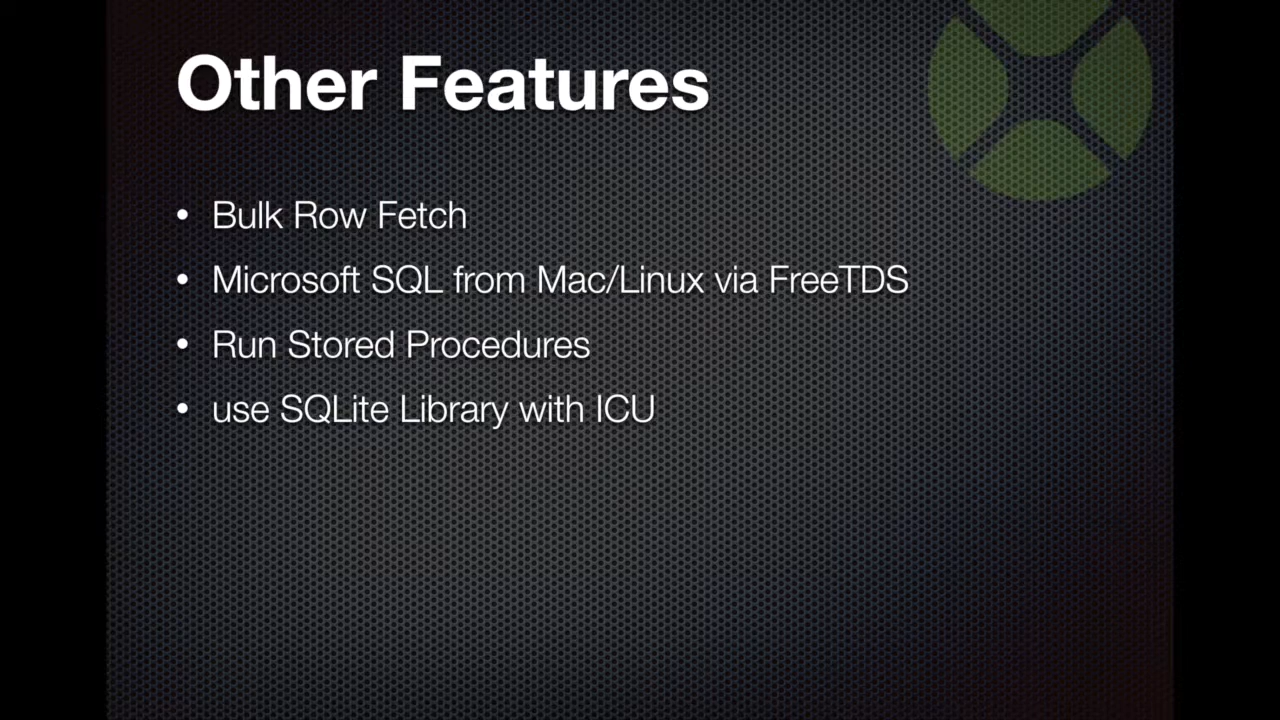 Other Features
• Bulk Row Fetch
• Microsoft SQL from Mac/Linux via FreeTDS
• Run Stored Procedures
• use SQLite Library with ICU